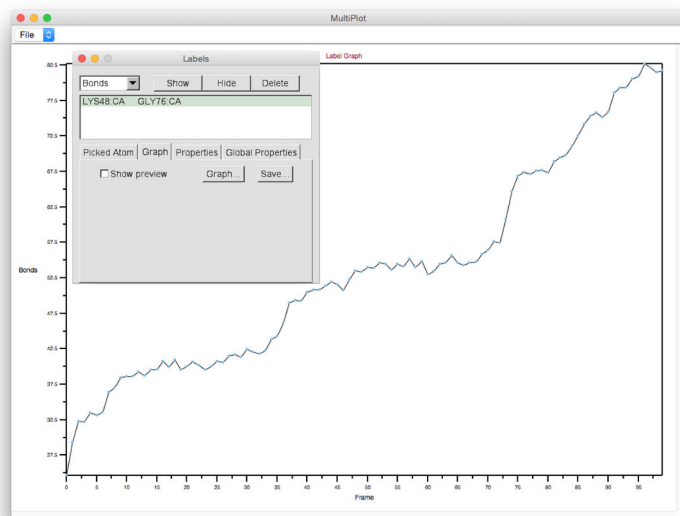 MultiPlot
File
Labels
Label Graph
Bonds Show Hide Delete
LYS48:CA GLY76:CA
Picked Atom Graph Properties Global Properties
Show preview Graph... Save...
82.5
77.5
72.5
67.5
62.5
57.5
52.5
47.5
42.5
37.5
32.5
27.5
Bonds
0 5 10 15 20 25 30 35 40 45 50 55 60 65 70 75 80 85 90 95
Frame